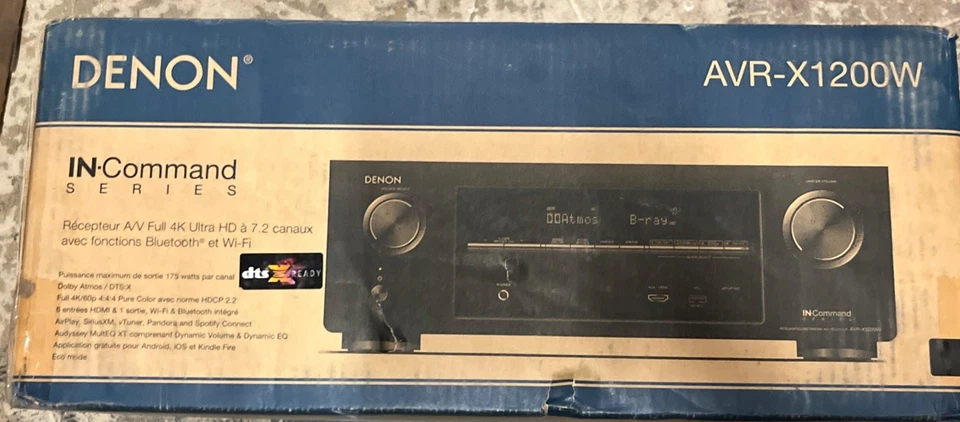 DENON®
AVR-X1200W
IN·Command
SERIES
Récepteur A/V Full 4K Ultra HD à 7.2 canaux
avec fonctions Bluetooth® et Wi-Fi
dts X READY
Puissance maximum de sortie 175 watts par canal
Dolby Atmos / DTS:X
Full 4K/60p 4:4:4 Pure Color avec norme HDCP 2.2
6 entrées HDMI & 1 sortie, Wi-Fi & Bluetooth intégré
AirPlay, SiriusXM, vTuner, Pandora and Spotify Connect
Audyssey MultEQ XT comprenant Dynamic Volume & Dynamic EQ
Application gratuite pour Android, iOS et Kindle Fire
Eco mode
DENON
Atmos B-ray
IN·Command
SERIES